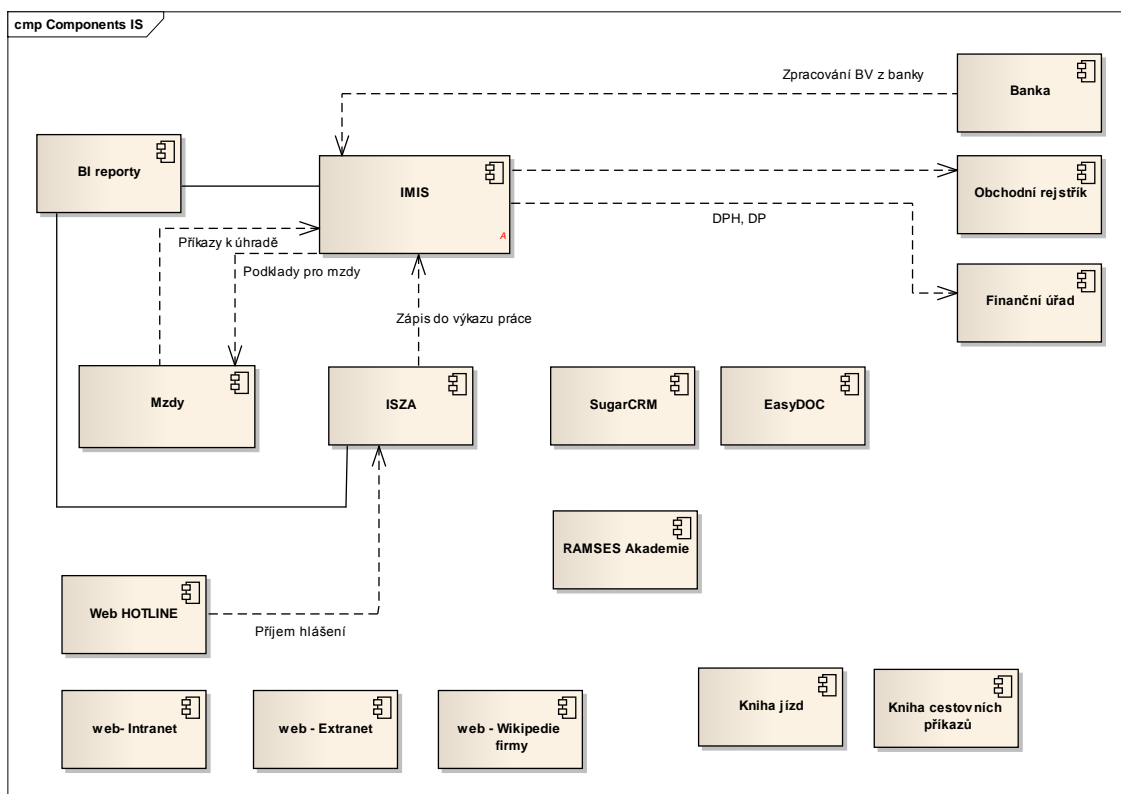 cmp Components IS
Zpracování BV z banky
Banka
BI reporty
IMIS
A
Obchodní rejstřík
DPH, DP
Příkazy k úhradě
Podklady pro mzdy
Finanční úřad
Zápis do výkazu práce
Mzdy
ISZA
SugarCRM
EasyDOC
RAMSES Akademie
Web HOTLINE
Příjem hlášení
web- Intranet
web - Extranet
web - Wikipedie
firmy
Kniha jízd
Kniha cestovních
příkazů